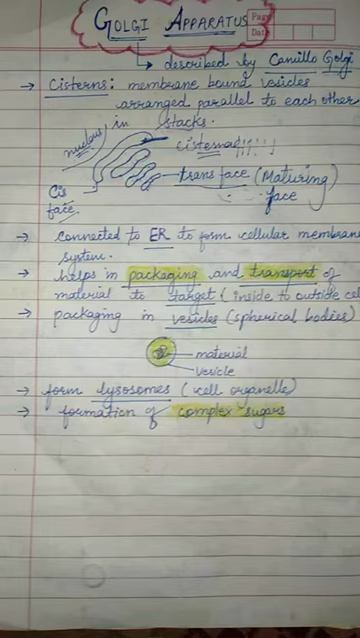 GOLGI APPARATUS
Page
Date
described by Camillo Golgi
→ Cisterns: membrane bound vesicles
arranged parallel to each other
in stacks.
nucleus
cisternae
trans face (Maturing)
face
Cis
face.
→ connected to ER to form cellular membrane
system.
→ helps in packaging and transport of
material to target (inside to outside cell
→ packaging in vesicles (spherical bodies)
material
vesicle
→ form lysosomes (cell organelle)
→ formation of complex sugars